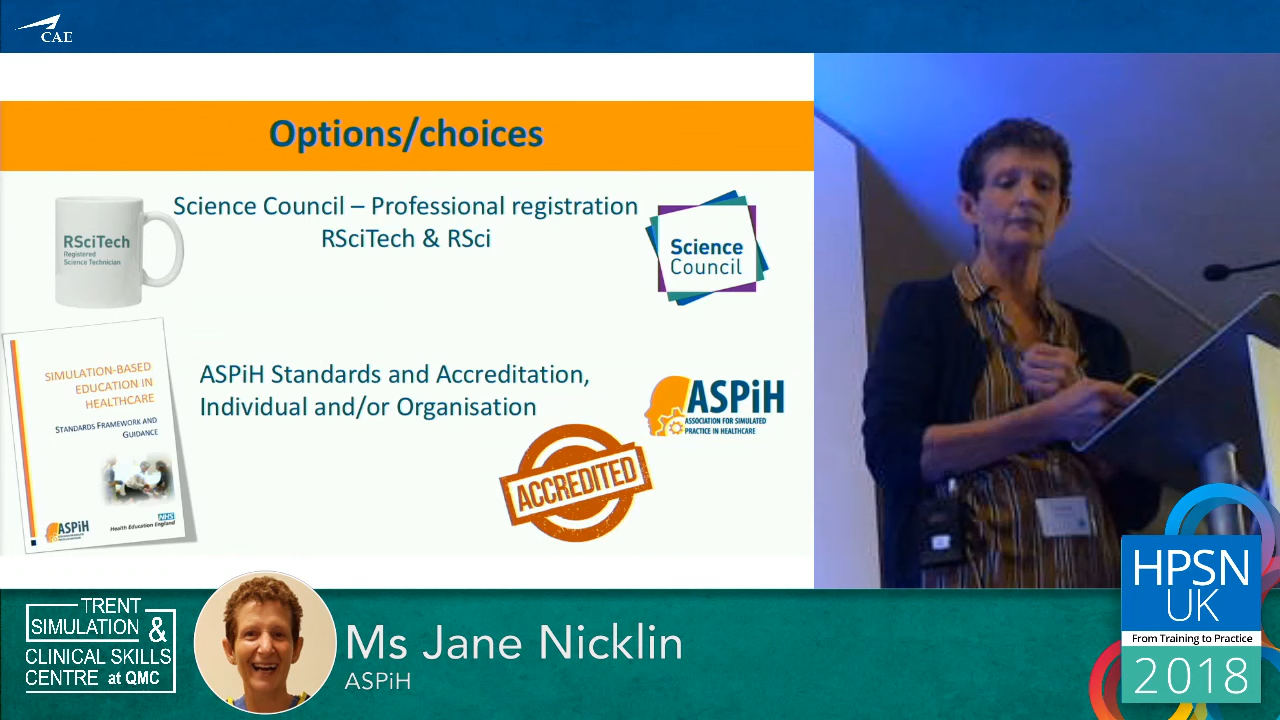 CAE
Options/choices
RSciTech
Registered
Science Technician
Science Council – Professional registration
RSciTech & RSci
Science
Council
SIMULATION-BASED
EDUCATION IN
HEALTHCARE
STANDARDS FRAMEWORK AND
GUIDANCE
ASPiH
NHS
Health Education England
ASPiH Standards and Accreditation,
Individual and/or Organisation
ASPiH
ASSOCIATION FOR SIMULATED
PRACTICE IN HEALTHCARE
ACCREDITED
TRENT
SIMULATION &
CLINICAL SKILLS
CENTRE at QMC
Ms Jane Nicklin
ASPiH
HPSN
UK
From Training to Practice
2018